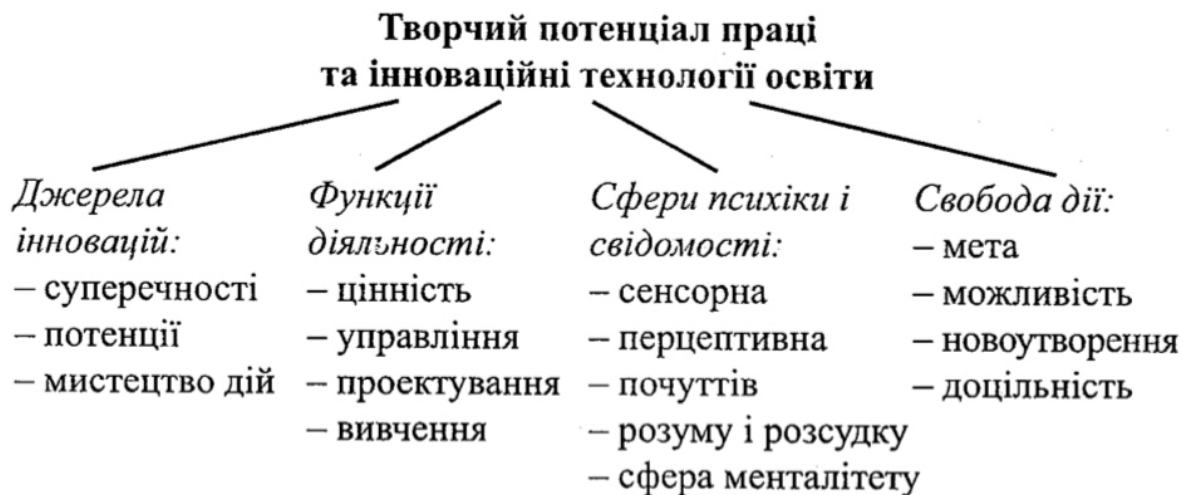 Творчий потенціал праці
та інноваційні технології освіти
Джерела
інновацій:
– суперечності
– потенції
– мистецтво дій
Функції
діяльності:
– цінність
– управління
– проектування
– вивчення
Сфери психіки і
свідомості:
– сенсорна
– перцептивна
– почуттів
– розуму і розсудку
– сфера менталітету
Свобода дії:
– мета
– можливість
– новоутворення
– доцільність